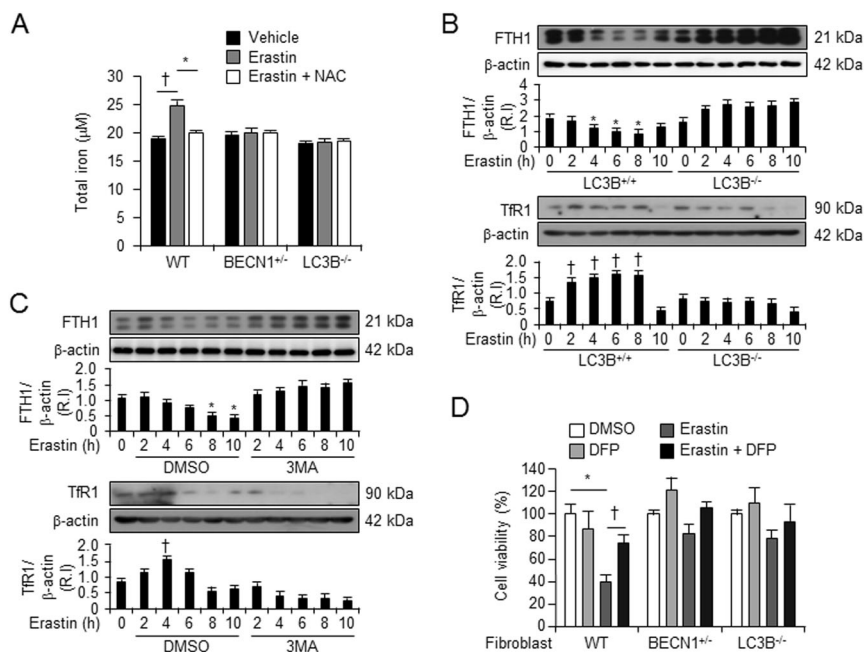 A
Vehicle
Erastin
Erastin + NAC
Total iron (μM)
30
25
20
15
10
5
0
† *
WT BECN1+/- LC3B-/-
B
FTH1 21 kDa
β-actin 42 kDa
FTH1/
β-actin
(R.I)
4
3
2
1
0
* * * *
Erastin (h) 0 2 4 6 8 10 0 2 4 6 8 10
LC3B+/+ LC3B-/-
TfR1 90 kDa
β-actin 42 kDa
TfR1/
β-actin
(R.I)
2.0
1.5
1.0
0.5
0
† † † †
Erastin (h) 0 2 4 6 8 10 0 2 4 6 8 10
LC3B+/+ LC3B-/-
C
FTH1 21 kDa
β-actin 42 kDa
FTH1/
β-actin
(R.I)
2.0
1.5
1.0
0.5
0
* *
Erastin (h) 0 2 4 6 8 10 2 4 6 8 10
DMSO 3MA
TfR1 90 kDa
β-actin 42 kDa
TfR1/
β-actin
(R.I)
2.0
1.5
1.0
0.5
0
†
Erastin (h) 0 2 4 6 8 10 2 4 6 8 10
DMSO 3MA
D
DMSO Erastin
DFP Erastin + DFP
Cell viability (%)
140
120
100
80
60
40
20
0
* †
Fibroblast WT BECN1+/- LC3B-/-